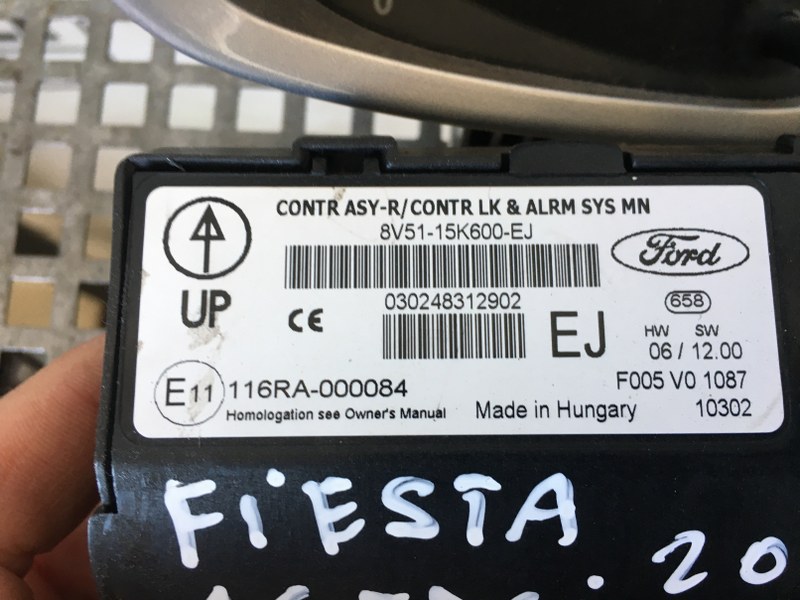 CONTR ASY-R/CONTR LK & ALRM SYS MN
8V51-15K600-EJ
Ford
UP
CE
030248312902
EJ
658
HW SW
06 / 12.00
E11 116RA-000084
Homologation see Owner's Manual
Made in Hungary
F005 V0 1087
10302
FiESTA
20